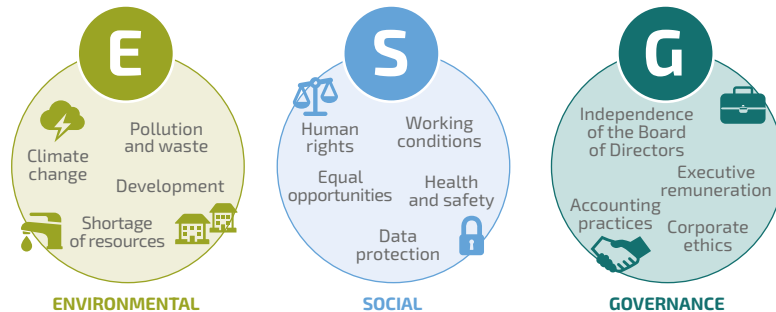 E
Climate
change
Pollution
and waste
Development
Shortage
of resources
ENVIRONMENTAL
S
Human
rights
Working
conditions
Equal
opportunities
Health
and safety
Data
protection
SOCIAL
G
Independence
of the Board
of Directors
Executive
remuneration
Accounting
practices
Corporate
ethics
GOVERNANCE